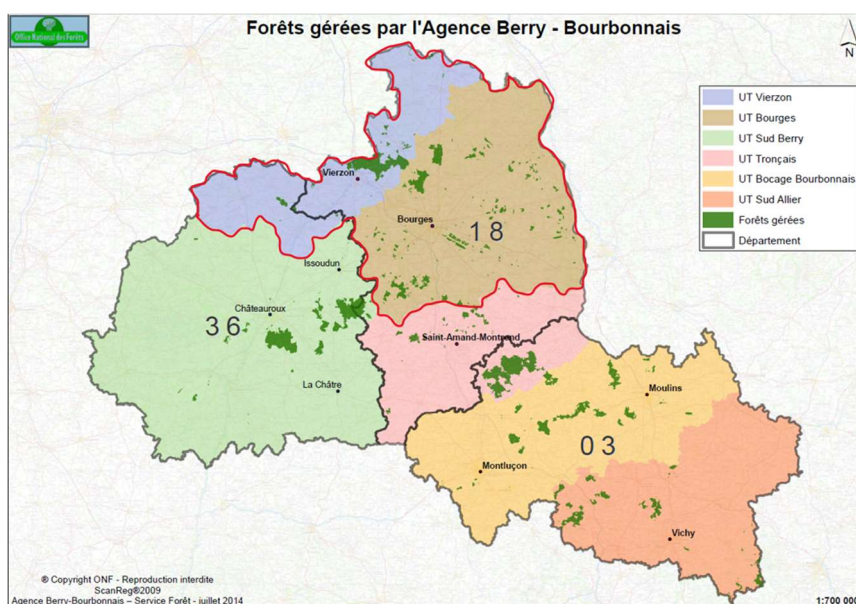 Office National des Forêts
Forêts gérées par l'Agence Berry - Bourbonnais
N
UT Vierzon
UT Bourges
UT Sud Berry
UT Tronçais
UT Bocage Bourbonnais
UT Sud Allier
Forêts gérées
Département
Vierzon
Bourges
18
Issoudun
Châteauroux
36
Saint-Amand-Montrond
La Châtre
Moulins
03
Montluçon
Vichy
® Copyright ONF - Reproduction interdite
ScanReg®2009
Agence Berry-Bourbonnais – Service Forêt - juillet 2014
1:700 000